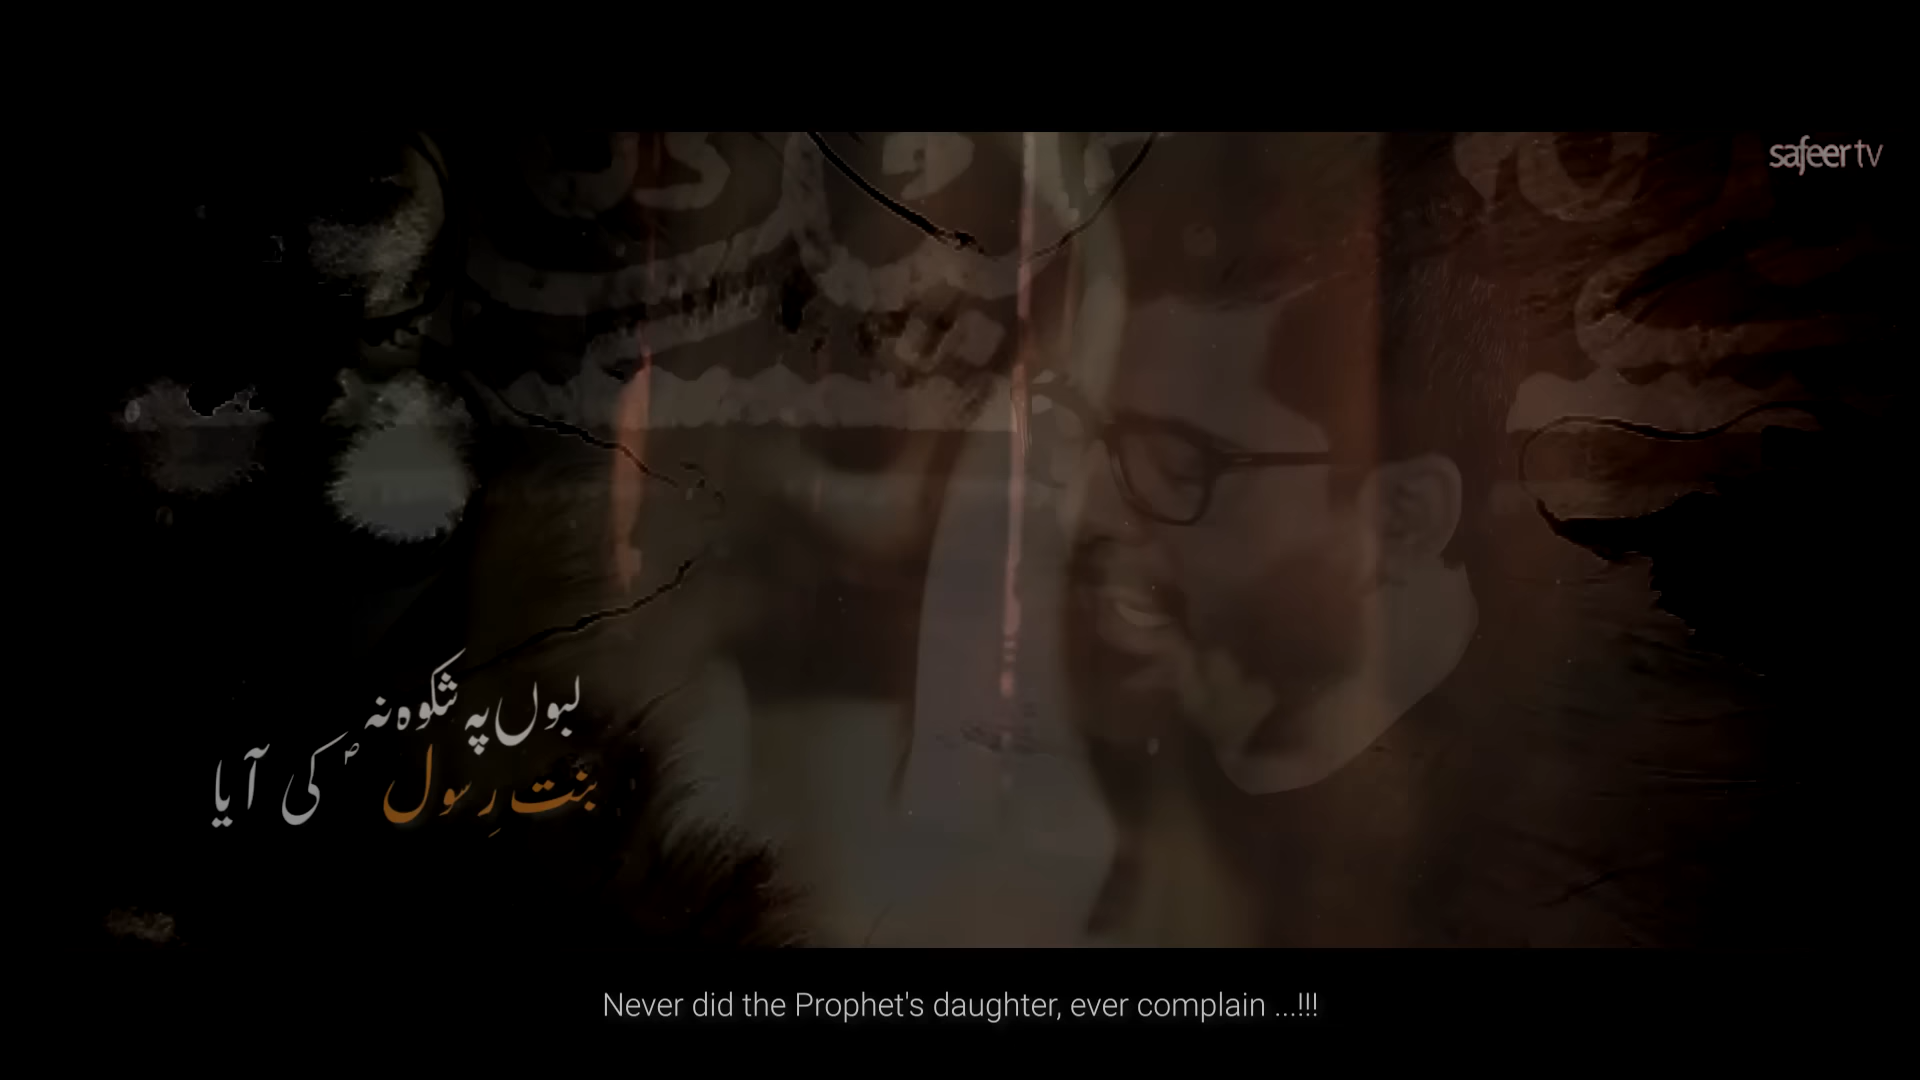 safeer tv
لبوں پہ شکوہ نہ
بنتِ رسولؐ کی آیا
Never did the Prophet's daughter, ever complain ...!!!